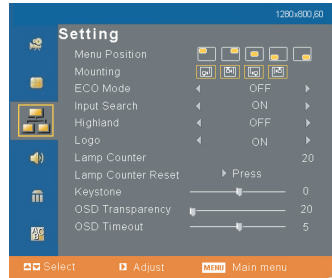 1280x800,60
Setting
Menu Position
Mounting
ECO Mode OFF
Input Search ON
Highland OFF
Logo ON
Lamp Counter 20
Lamp Counter Reset Press
Keystone 0
OSD Transparency 20
OSD Timeout 5
Select Adjust MENU Main menu